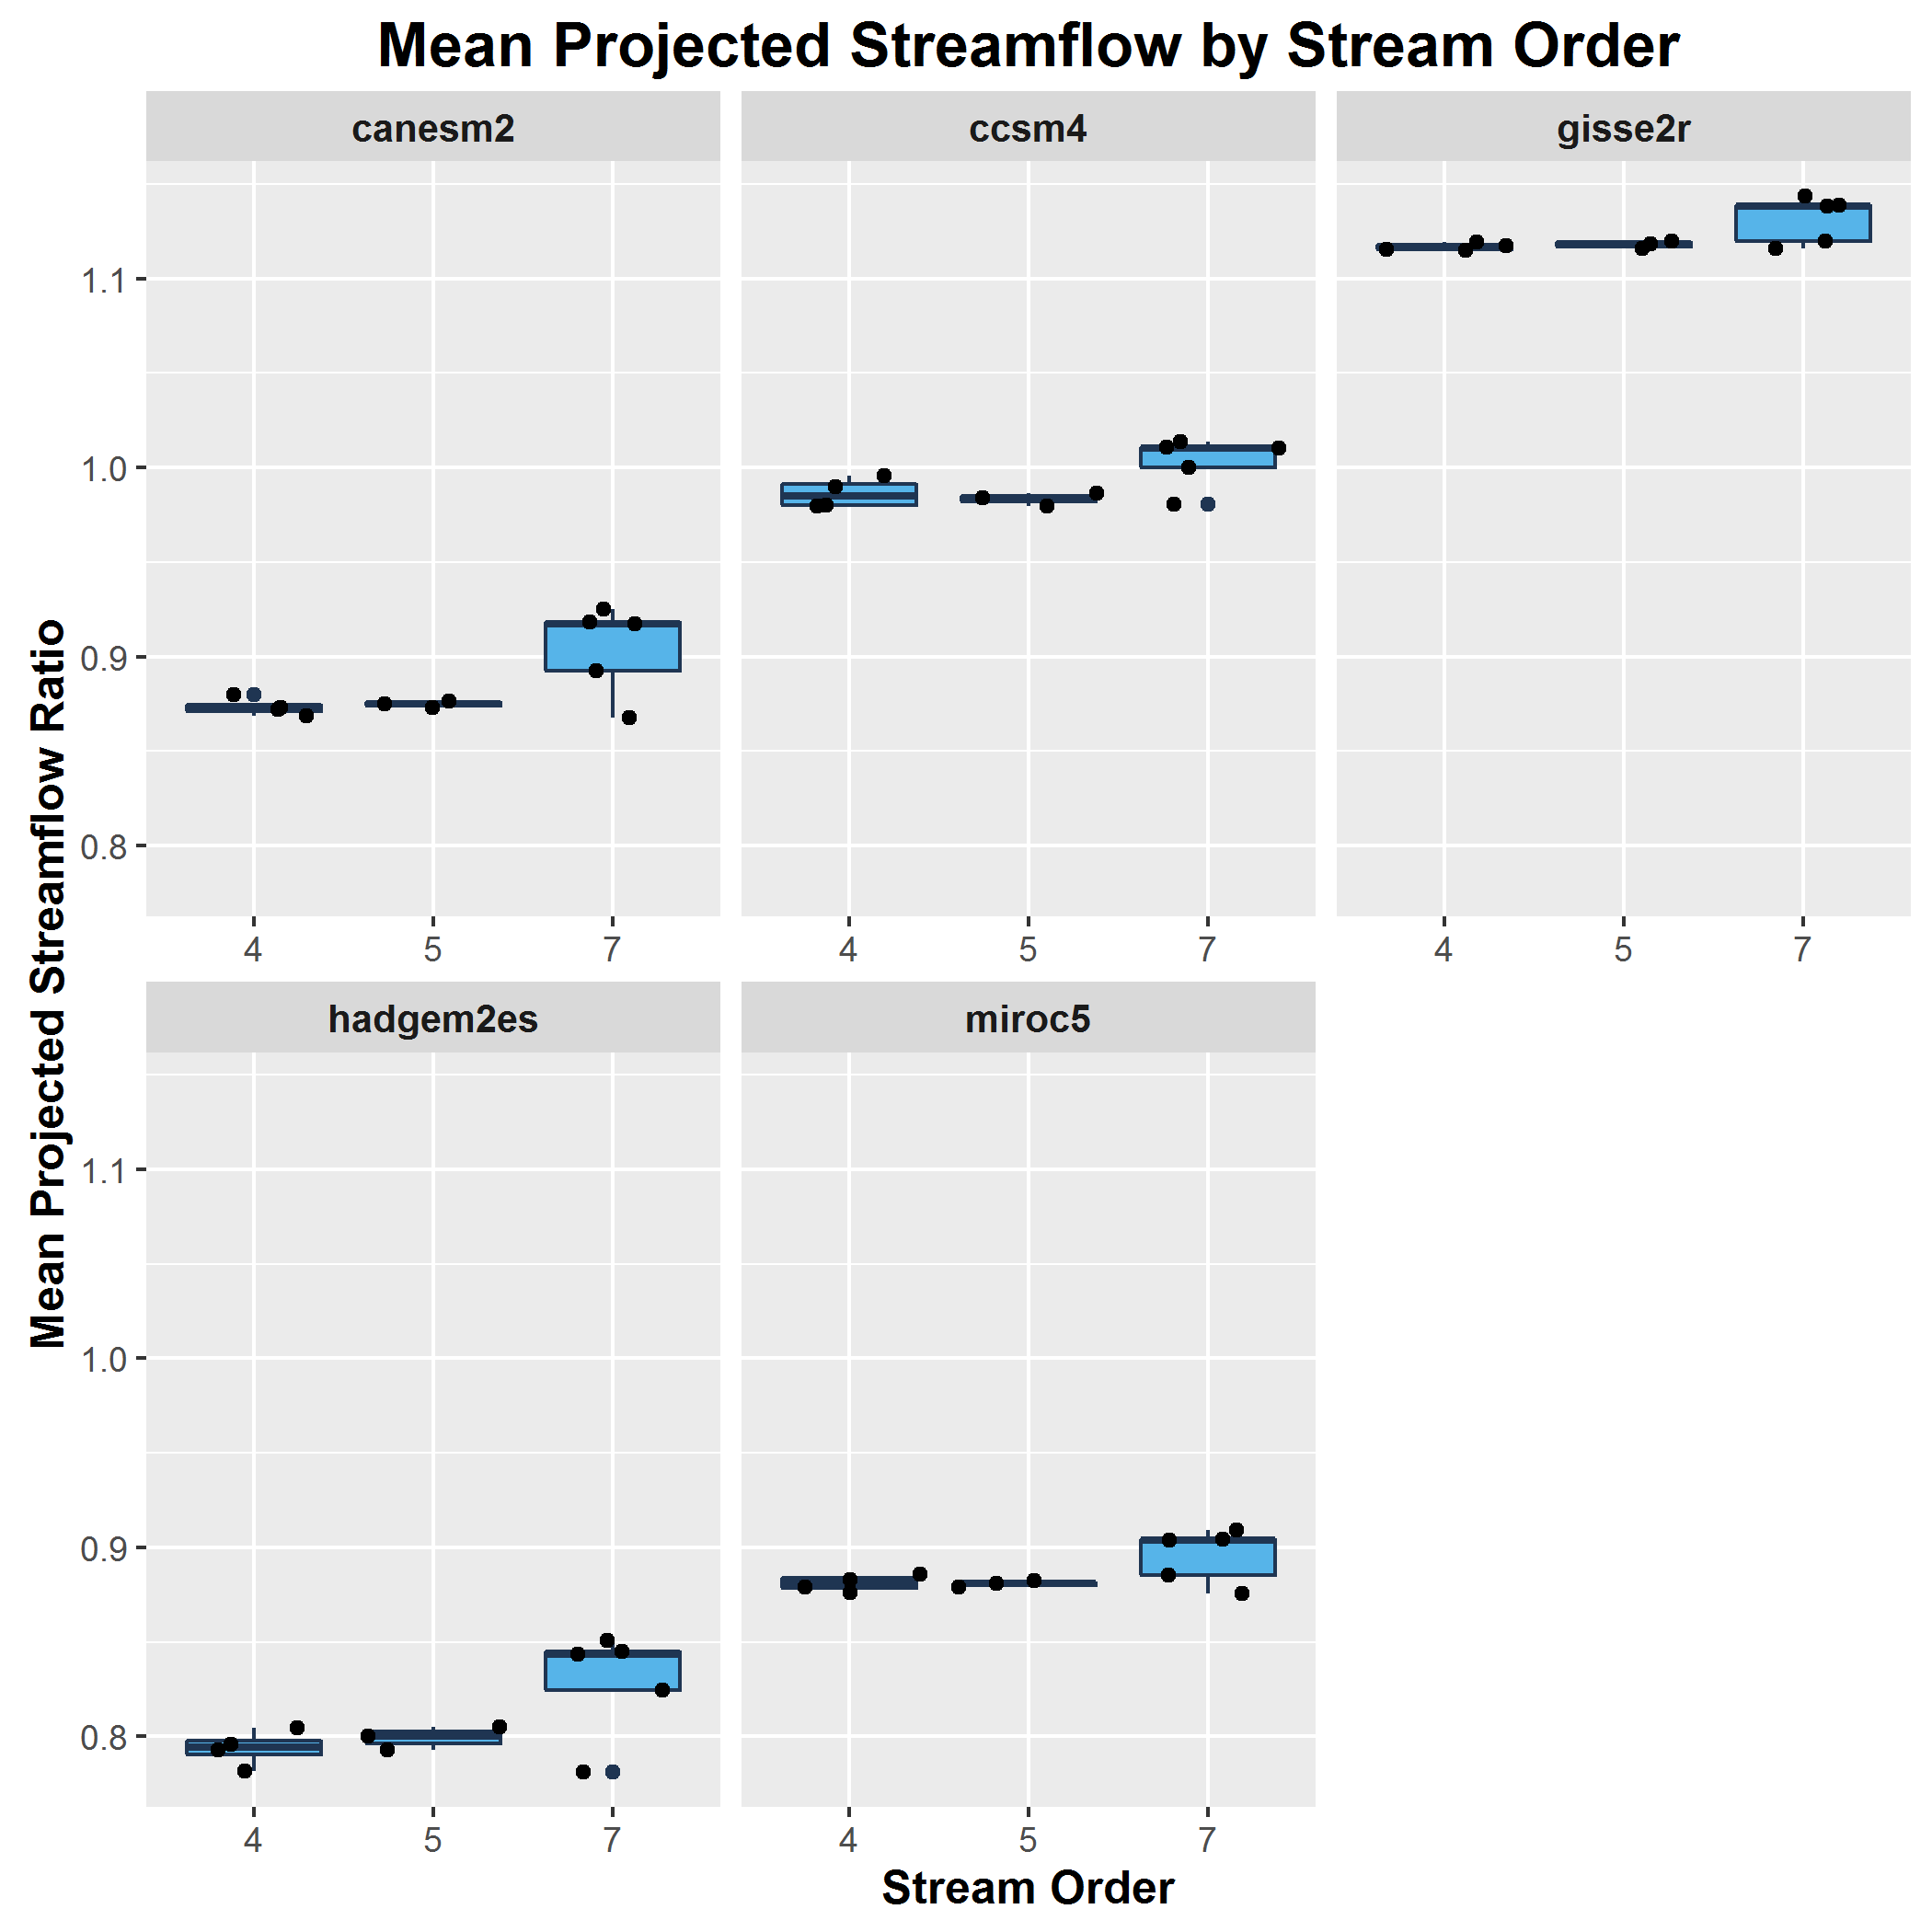 Mean Projected Streamflow by Stream Order
canesm2
ccsm4
gisse2r
1.1
1.0
0.9
0.8
4 5 7
4 5 7
4 5 7
Mean Projected Streamflow Ratio
hadgem2es
miroc5
1.1
1.0
0.9
0.8
4 5 7
4 5 7
Stream Order